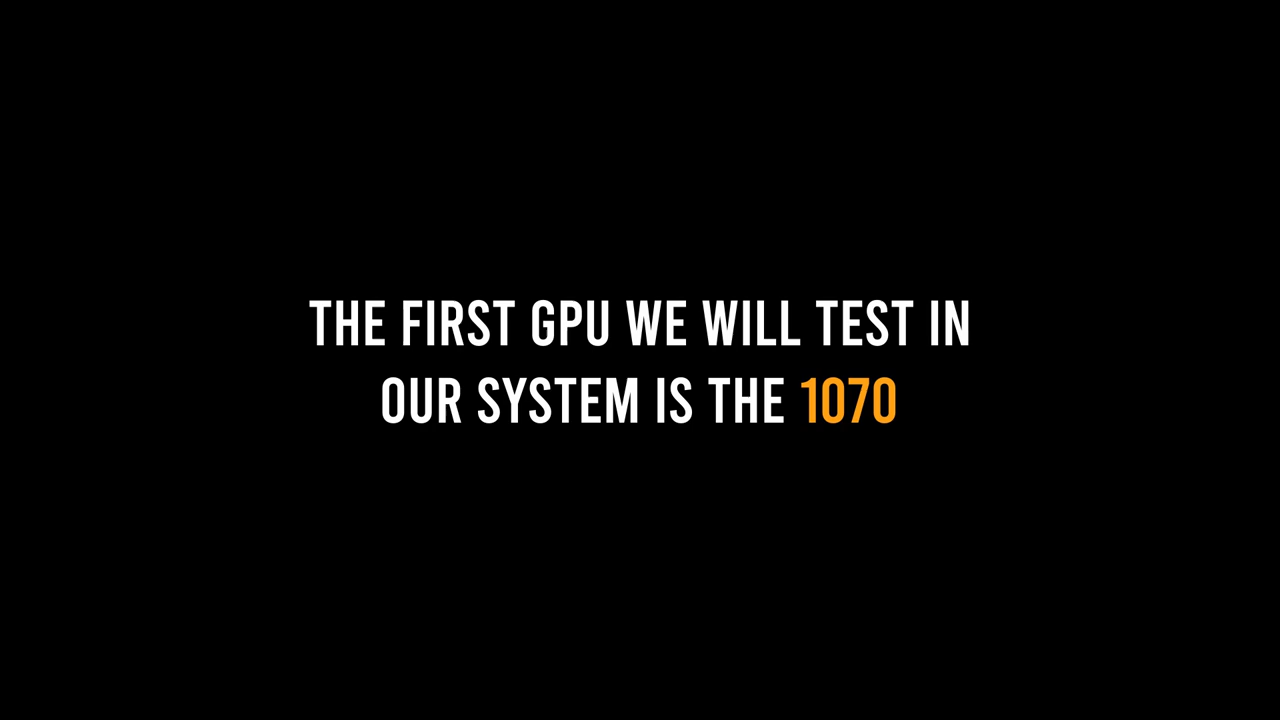 THE FIRST GPU WE WILL TEST IN
OUR SYSTEM IS THE 1070